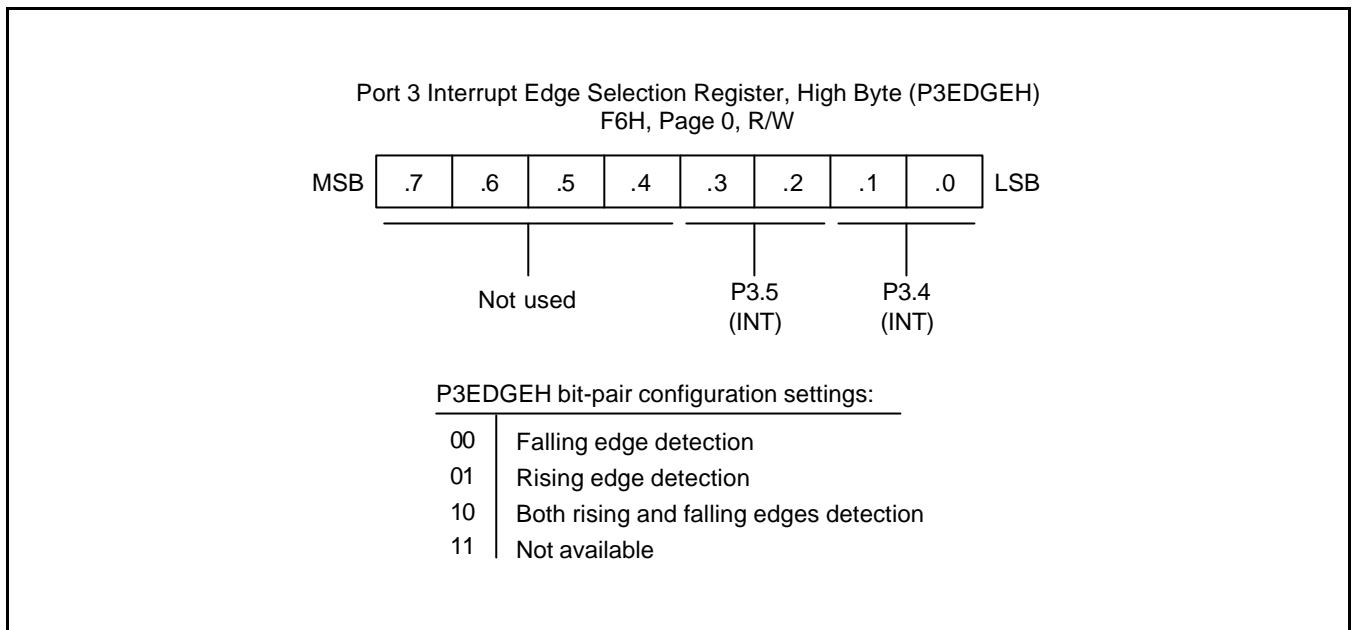 Port 3 Interrupt Edge Selection Register, High Byte (P3EDGEH)
F6H, Page 0, R/W
MSB .7 .6 .5 .4 .3 .2 .1 .0 LSB
Not used
P3.5 P3.4
(INT) (INT)
P3EDGEH bit-pair configuration settings:
00 Falling edge detection
01 Rising edge detection
10 Both rising and falling edges detection
11 Not available